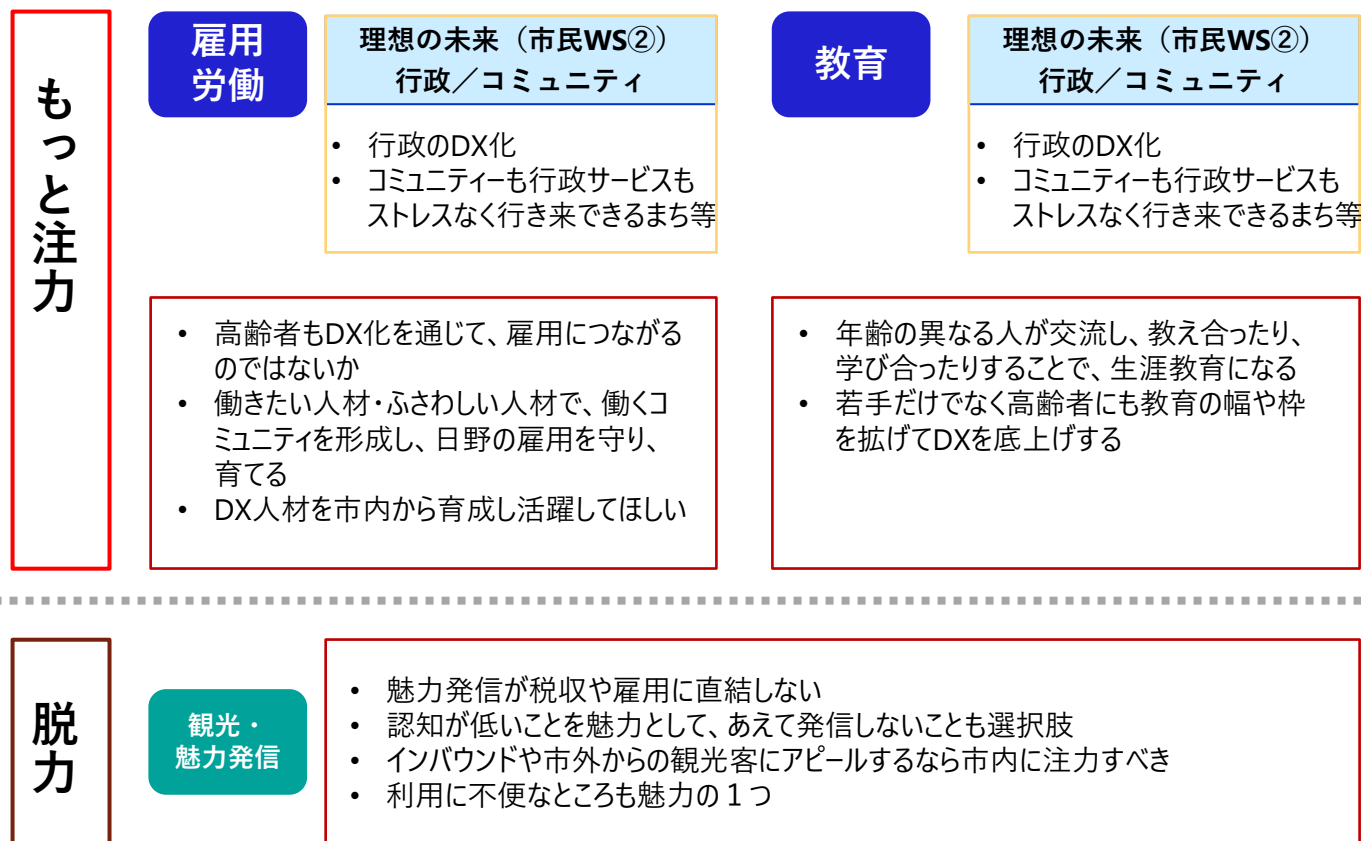 もっと注力
雇用
労働
理想の未来（市民WS②）
行政／コミュニティ
• 行政のDX化
• コミュニティーも行政サービスも
ストレスなく行き来できるまち等
教育
理想の未来（市民WS②）
行政／コミュニティ
• 行政のDX化
• コミュニティーも行政サービスも
ストレスなく行き来できるまち等
• 高齢者もDX化を通じて、雇用につながる
のではないか
• 働きたい人材・ふさわしい人材で、働くコ
ミュニティを形成し、日野の雇用を守り、
育てる
• DX人材を市内から育成し活躍してほしい
• 年齢の異なる人が交流し、教え合ったり、
学び合ったりすることで、生涯教育になる
• 若手だけでなく高齢者にも教育の幅や枠
を拡げてDXを底上げする
脱力
観光・
魅力発信
• 魅力発信が税収や雇用に直結しない
• 認知が低いことを魅力として、あえて発信しないことも選択肢
• インバウンドや市外からの観光客にアピールするなら市内に注力すべき
• 利用に不便なところも魅力の１つ